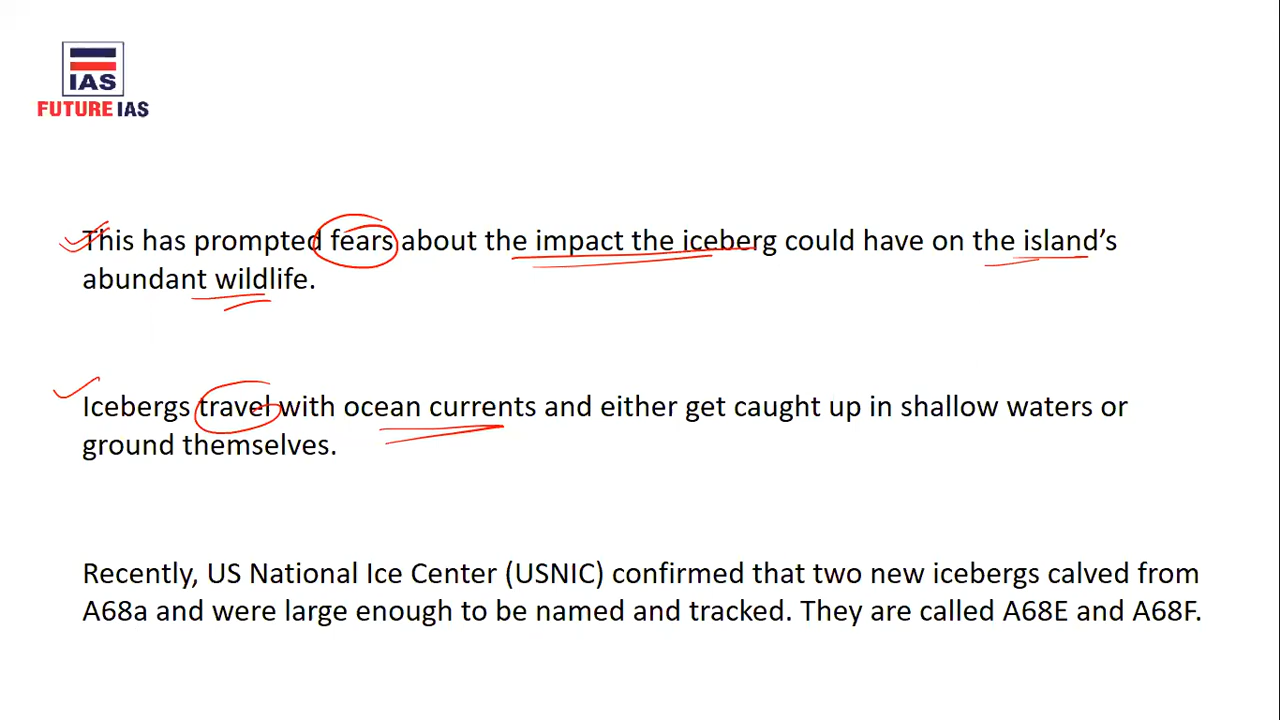 IAS
FUTURE IAS
This has prompted fears about the impact the iceberg could have on the island’s
abundant wildlife.
Icebergs travel with ocean currents and either get caught up in shallow waters or
ground themselves.
Recently, US National Ice Center (USNIC) confirmed that two new icebergs calved from
A68a and were large enough to be named and tracked. They are called A68E and A68F.